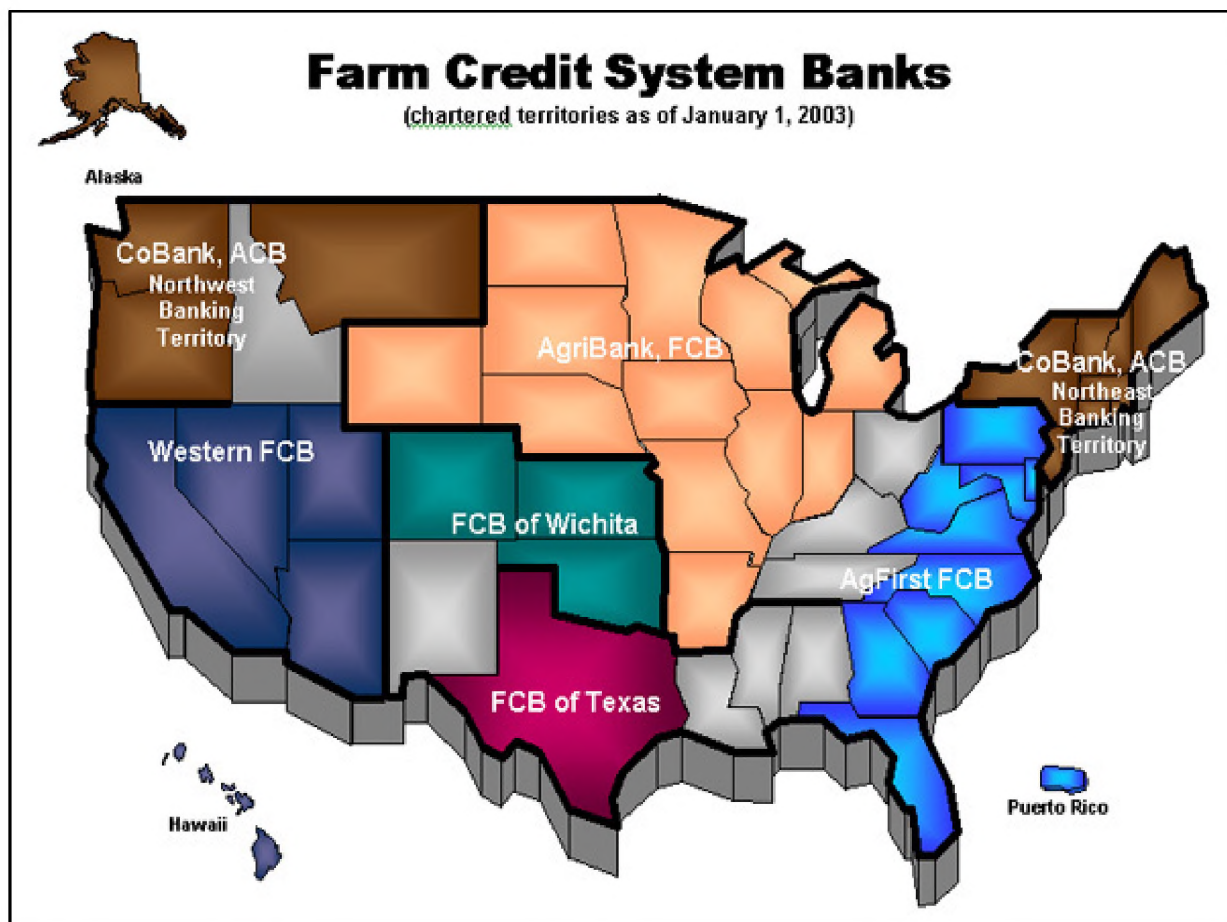 Farm Credit System Banks
(chartered territories as of January 1, 2003)
Alaska
CoBank, ACB
Northwest
Banking
Territory
AgriBank, FCB
CoBank, ACB
Northeast
Banking
Territory
Western FCB
FCB of Wichita
AgFirst FCB
FCB of Texas
Hawaii
Puerto Rico